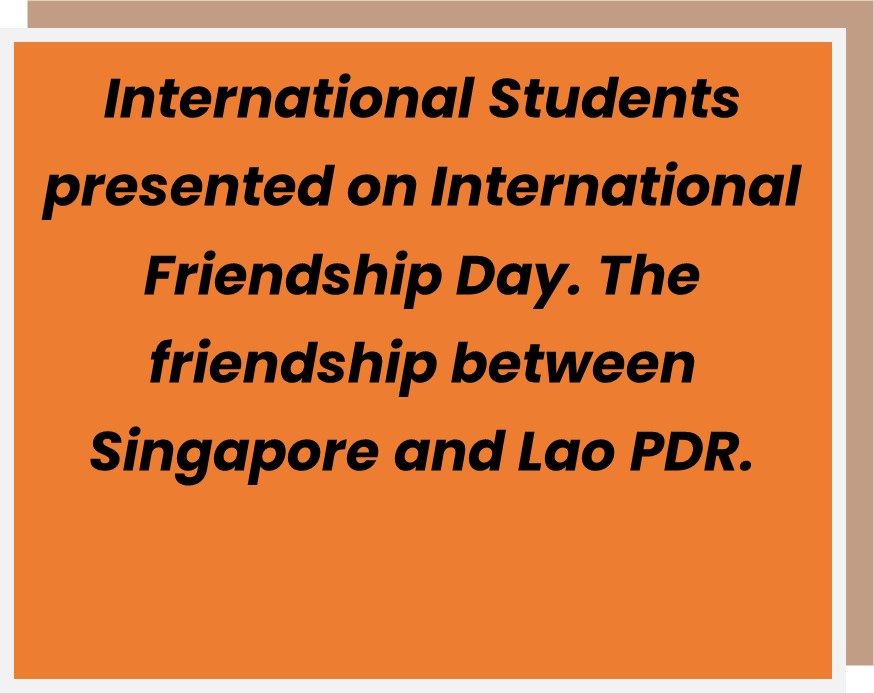 International Students
presented on International
Friendship Day. The
friendship between
Singapore and Lao PDR.